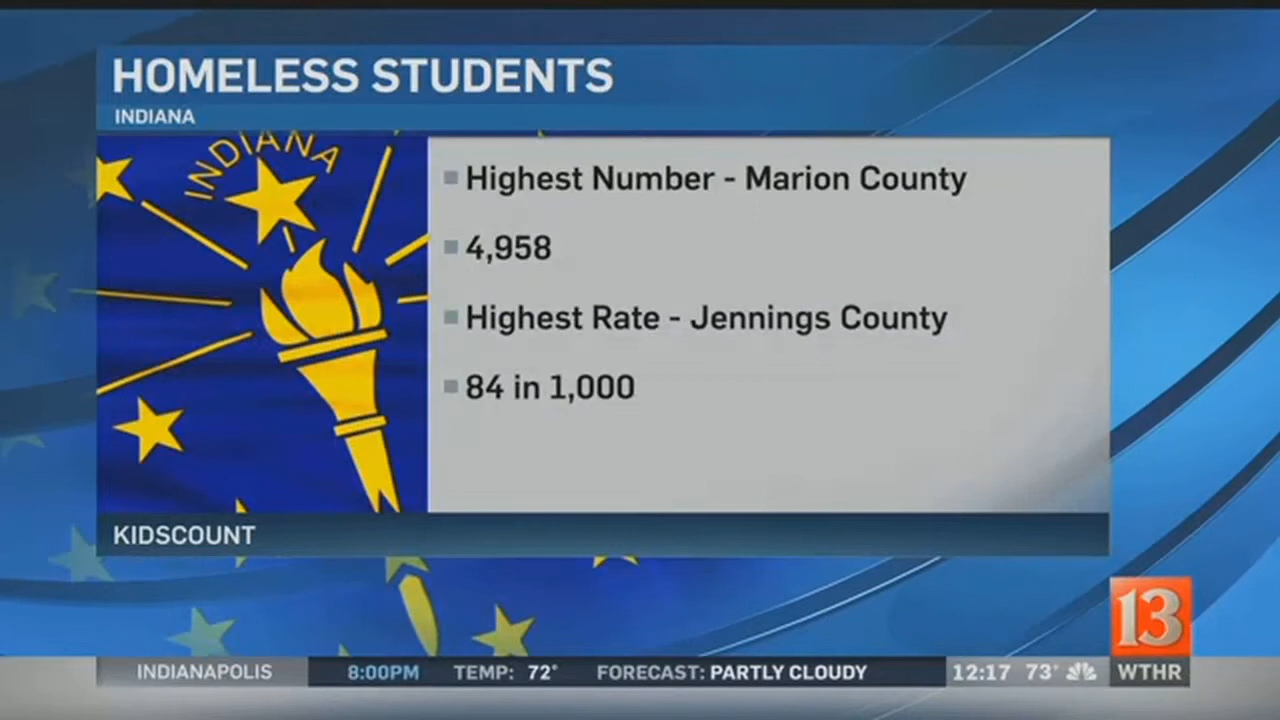 HOMELESS STUDENTS
INDIANA
INDIANA
Highest Number - Marion County
4,958
Highest Rate - Jennings County
84 in 1,000
KIDSCOUNT
13
INDIANAPOLIS 8:00PM TEMP: 72° FORECAST: PARTLY CLOUDY 12:17 73° WTHR